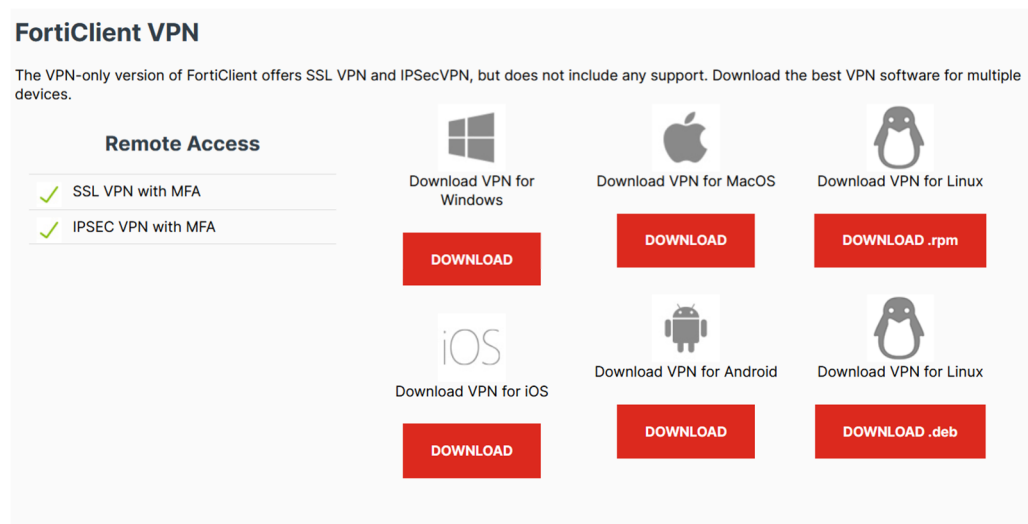 FortiClient VPN
The VPN-only version of FortiClient offers SSL VPN and IPSecVPN, but does not include any support. Download the best VPN software for multiple
devices.
Remote Access
SSL VPN with MFA
IPSEC VPN with MFA
Download VPN for
Windows
DOWNLOAD
Download VPN for MacOS
DOWNLOAD
Download VPN for Linux
DOWNLOAD .rpm
iOS
Download VPN for iOS
DOWNLOAD
Download VPN for Android
DOWNLOAD
Download VPN for Linux
DOWNLOAD .deb